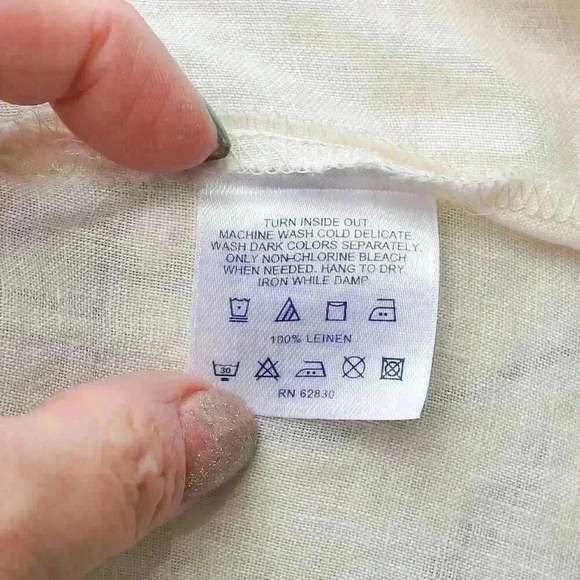 TURN INSIDE OUT
MACHINE WASH COLD DELICATE
WASH DARK COLORS SEPARATELY.
ONLY NON-CHLORINE BLEACH
WHEN NEEDED. HANG TO DRY.
IRON WHILE DAMP
100% LEINEN
30
RN 62830